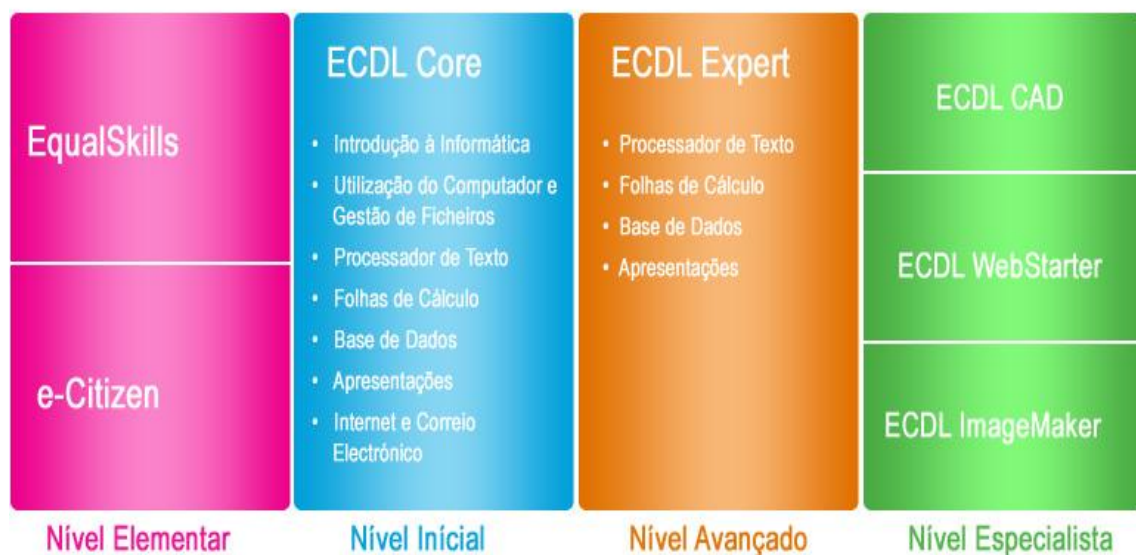 EqualSkills
e-Citizen
Nível Elementar
ECDL Core
• Introdução à Informática
• Utilização do Computador e
Gestão de Ficheiros
• Processador de Texto
• Folhas de Cálculo
• Base de Dados
• Apresentações
• Internet e Correio
Electrónico
Nível Inícial
ECDL Expert
• Processador de Texto
• Folhas de Cálculo
• Base de Dados
• Apresentações
Nível Avançado
ECDL CAD
ECDL WebStarter
ECDL ImageMaker
Nível Especialista